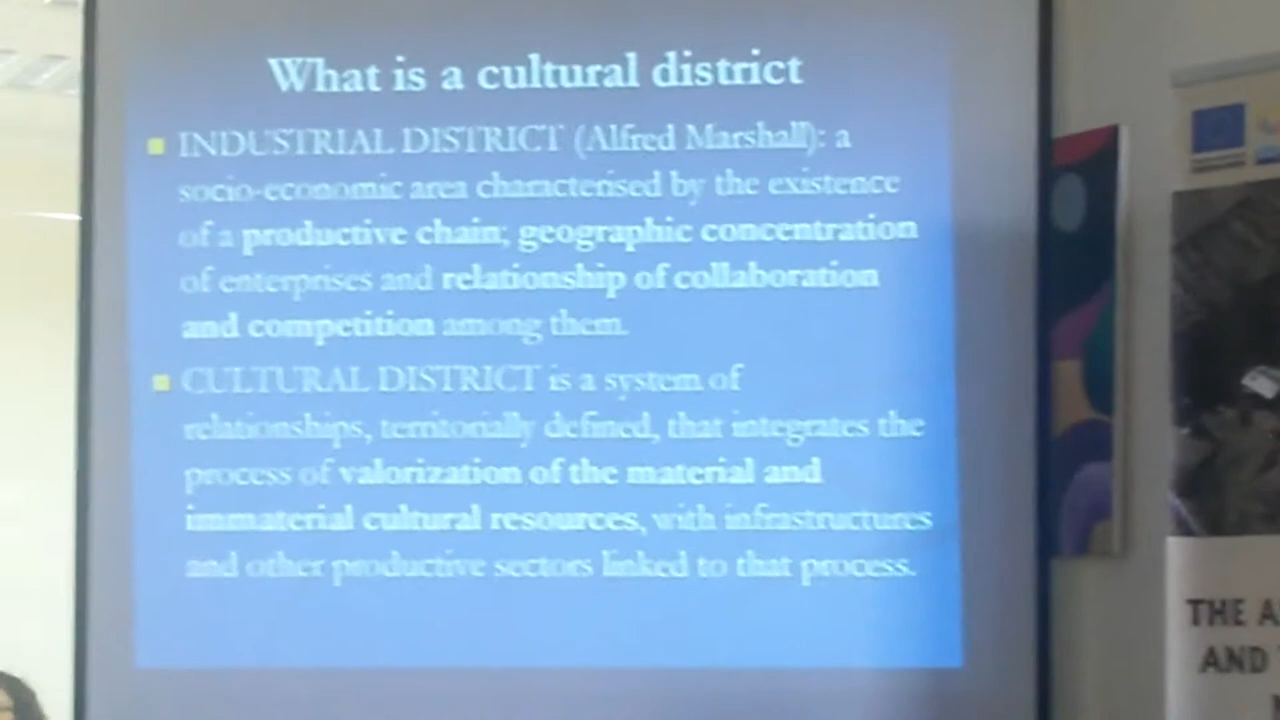 What is a cultural district
INDUSTRIAL DISTRICT (Alfred Marshall): a
socio-economic area characterised by the existence
of a productive chain; geographic concentration
of enterprises and relationship of collaboration
and competition among them.
CULTURAL DISTRICT is a system of
relationships, territorially defined, that integrates the
process of valorization of the material and
immaterial cultural resources, with infrastructures
and other productive sectors linked to that process.
THE A
AND